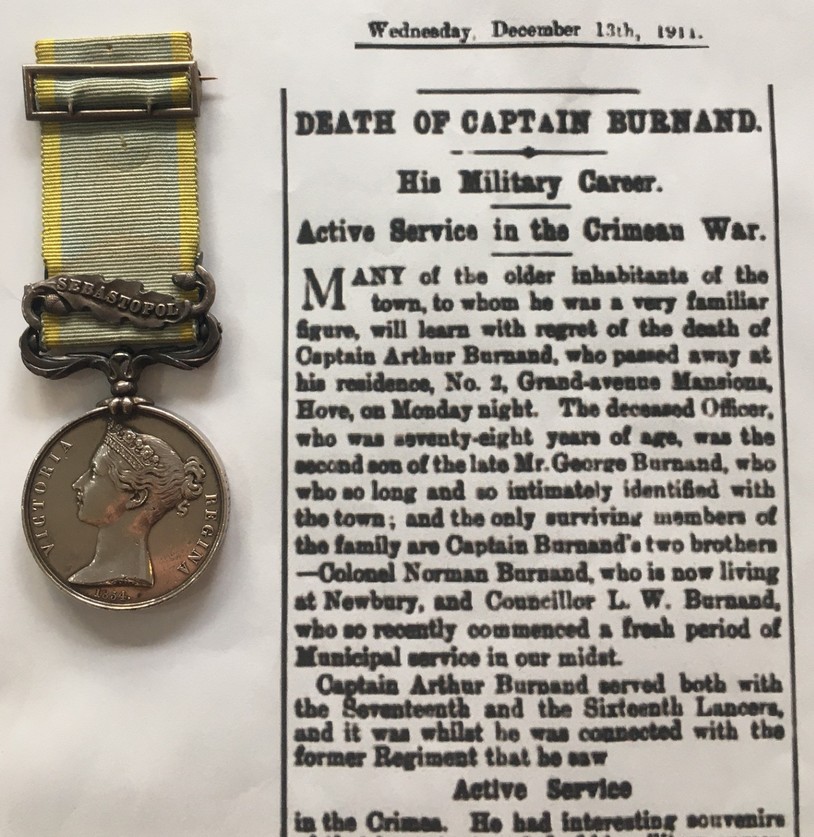 Wednesday, December 13th, 1911.
DEATH OF CAPTAIN BURNAND.
His Military Career.
Active Service in the Crimean War.
MANY of the older inhabitants of the
town, to whom he was a very familiar
figure, will learn with regret of the death of
Captain Arthur Burnand, who passed away at
his residence, No. 3, Grand-avenue Mansions,
Hove, on Monday night. The deceased Officer,
who was seventy-eight years of age, was the
second son of the late Mr. George Burnand, who
who so long and so intimately identified with
the town; and the only surviving members of
the family are Captain Burnand's two brothers
—Colonel Norman Burnand, who is now living
at Newbury, and Councillor L. W. Burnand,
who so recently commenced a fresh period of
Municipal service in our midst.
Captain Arthur Burnand served both with
the Seventeenth and the Sixteenth Lancers,
and it was whilst he was connected with the
former Regiment that he saw
Active Service
in the Crimea. He had interesting souvenirs
SEBASTOPOL
VICTORIA REGINA
1854.